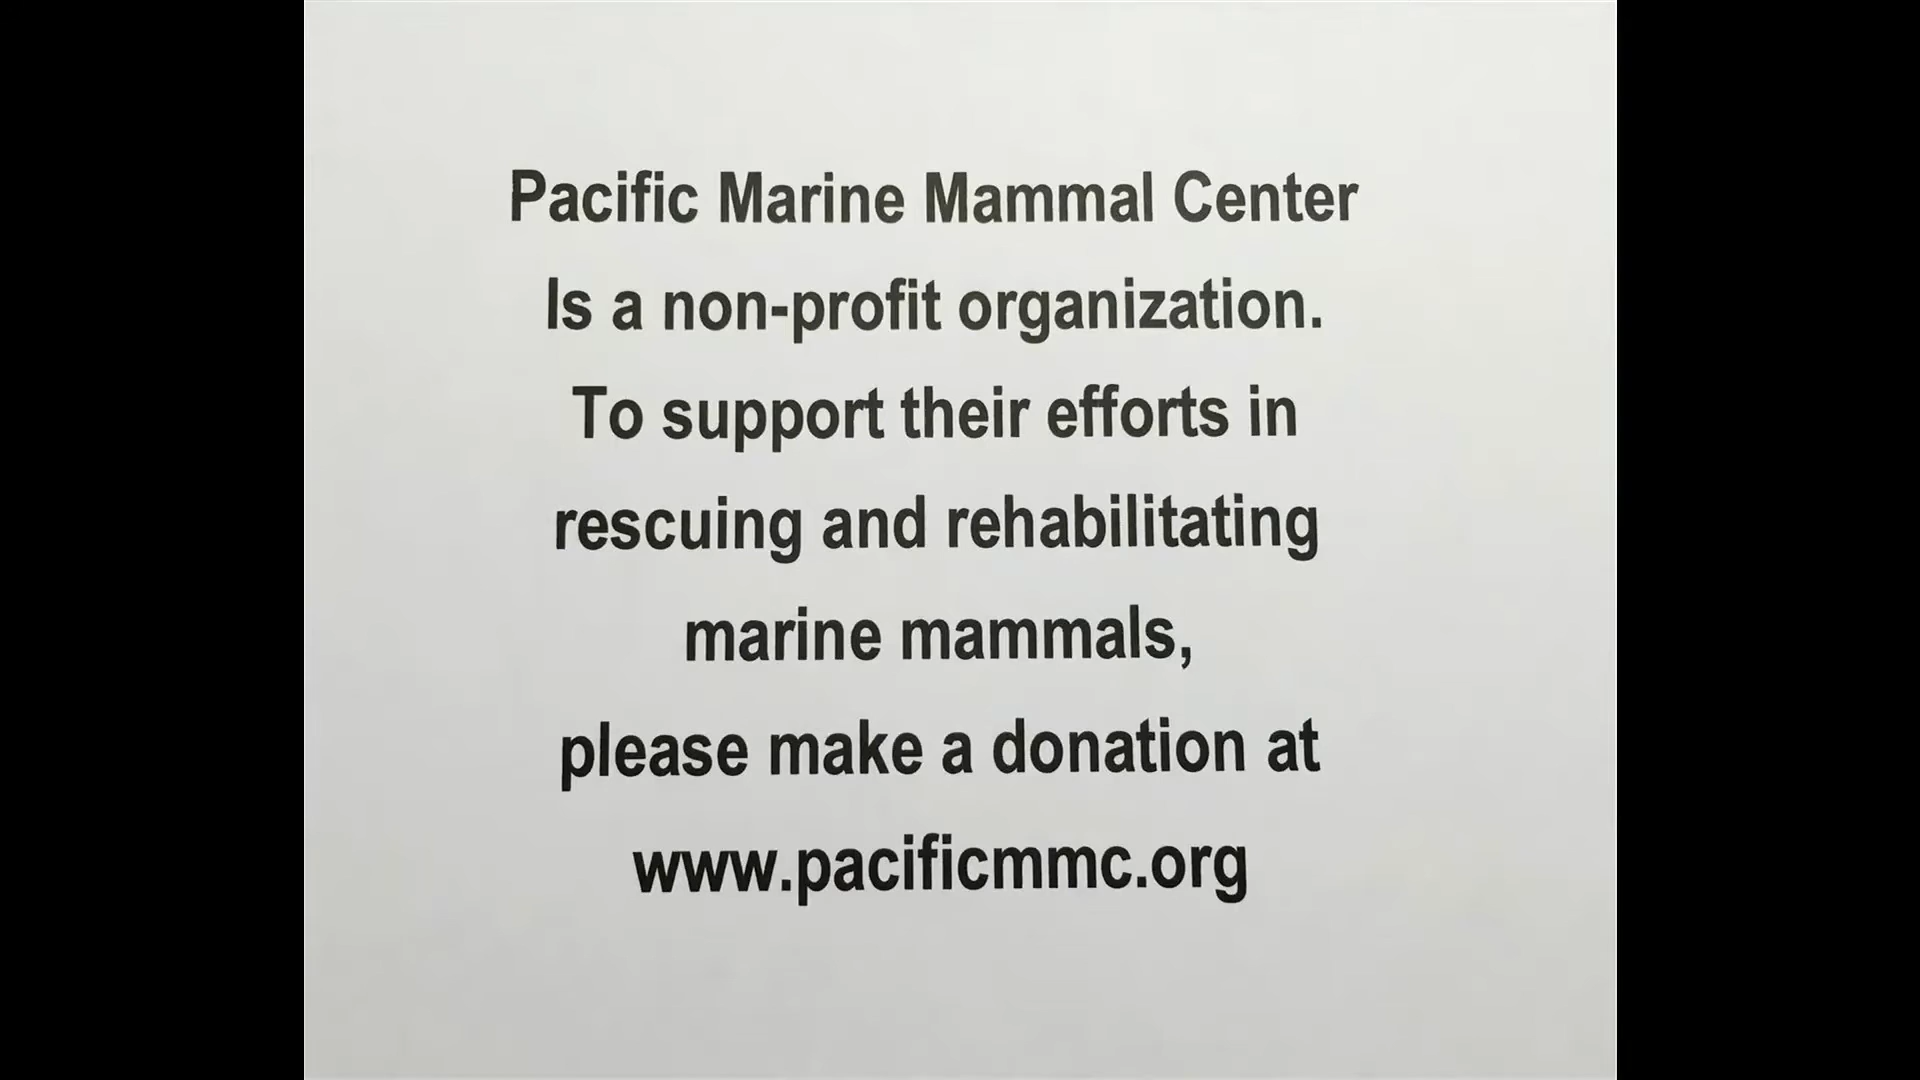 Pacific Marine Mammal Center
Is a non-profit organization.
To support their efforts in
rescuing and rehabilitating
marine mammals,
please make a donation at
www.pacificmmc.org